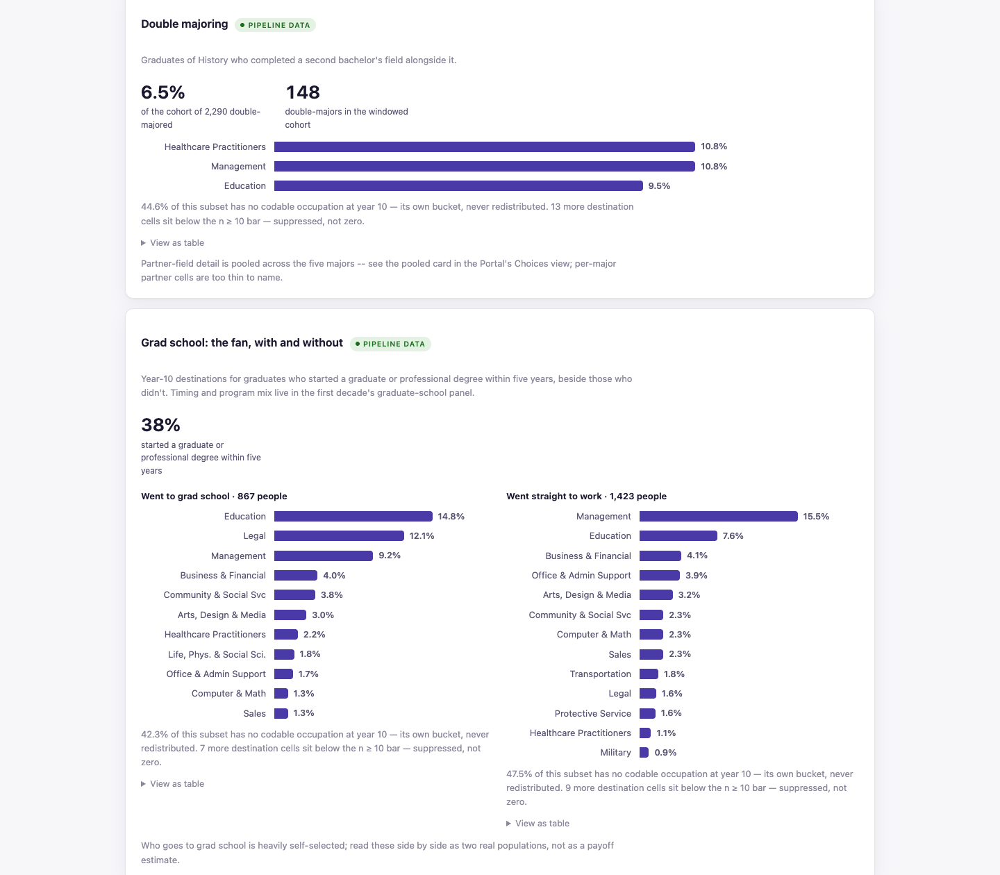 Double majoring
PIPELINE DATA
Graduates of History who completed a second bachelor's field alongside it.
6.5%
of the cohort of 2,290 double-
majored
148
double-majors in the windowed
cohort
Healthcare Practitioners 10.8%
Management 10.8%
Education 9.5%
44.6% of this subset has no codable occupation at year 10 — its own bucket, never redistributed. 13 more destination
cells sit below the n ≥ 10 bar — suppressed, not zero.
View as table
Partner-field detail is pooled across the five majors -- see the pooled card in the Portal's Choices view; per-major
partner cells are too thin to name.
Grad school: the fan, with and without
PIPELINE DATA
Year-10 destinations for graduates who started a graduate or professional degree within five years, beside those who
didn't. Timing and program mix live in the first decade's graduate-school panel.
38%
started a graduate or
professional degree within five
years
Went to grad school · 867 people
Education 14.8%
Legal 12.1%
Management 9.2%
Business & Financial 4.0%
Community & Social Svc 3.8%
Arts, Design & Media 3.0%
Healthcare Practitioners 2.2%
Life, Phys. & Social Sci. 1.8%
Office & Admin Support 1.7%
Computer & Math 1.3%
Sales 1.3%
42.3% of this subset has no codable occupation at year 10 — its own bucket, never
redistributed. 7 more destination cells sit below the n ≥ 10 bar — suppressed, not
zero.
View as table
Went straight to work · 1,423 people
Management 15.5%
Education 7.6%
Business & Financial 4.1%
Office & Admin Support 3.9%
Arts, Design & Media 3.2%
Community & Social Svc 2.3%
Computer & Math 2.3%
Sales 2.3%
Transportation 1.8%
Legal 1.6%
Protective Service 1.6%
Healthcare Practitioners 1.1%
Military 0.9%
47.5% of this subset has no codable occupation at year 10 — its own bucket, never
redistributed. 9 more destination cells sit below the n ≥ 10 bar — suppressed, not
zero.
View as table
Who goes to grad school is heavily self-selected; read these side by side as two real populations, not as a payoff
estimate.